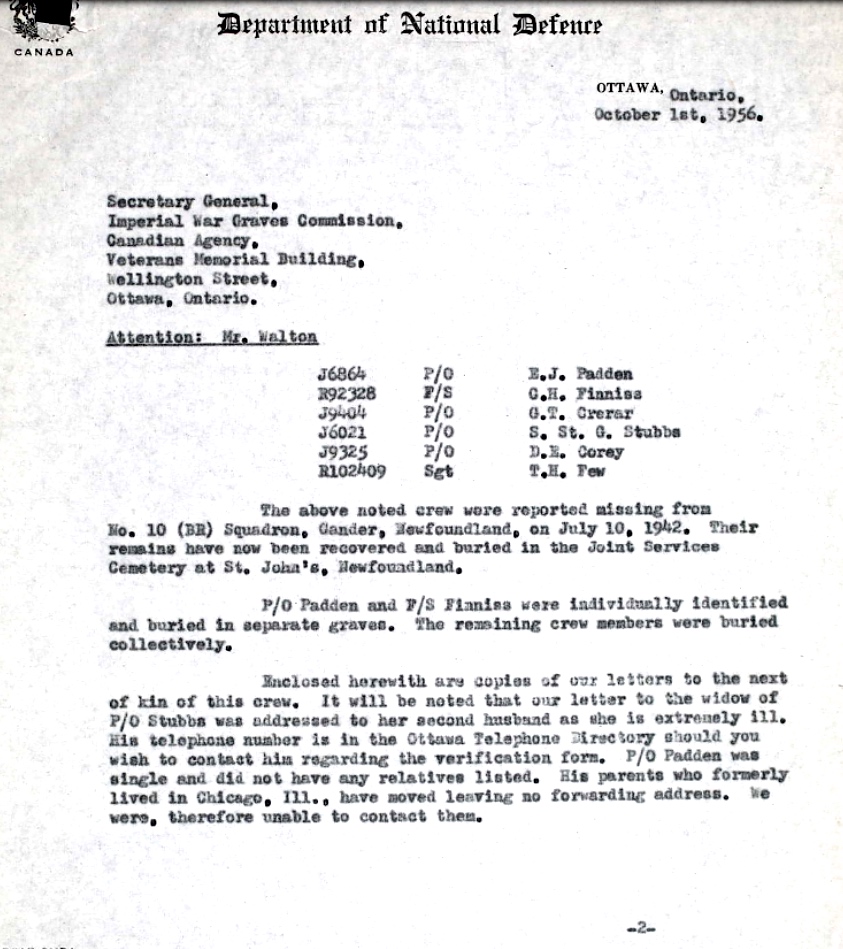 Department of National Defence
CANADA
OTTAWA, Ontario,
October 1st, 1956.
Secretary General,
Imperial War Graves Commission,
Canadian Agency,
Veterans Memorial Building,
Wellington Street,
Ottawa, Ontario.
Attention: Mr. Walton
J6864 P/O E.J. Padden
R92328 F/S C.H. Finniss
J9404 P/O G.T. Crerar
J6021 P/O S. St. G. Stubbs
J9325 P/O D.E. Corey
R102409 Sgt T.H. Few
The above noted crew were reported missing from
No. 10 (BR) Squadron, Gander, Newfoundland, on July 10, 1942. Their
remains have now been recovered and buried in the Joint Services
Cemetery at St. John's, Newfoundland.
P/O Padden and F/S Finniss were individually identified
and buried in separate graves. The remaining crew members were buried
collectively.
Enclosed herewith are copies of our letters to the next
of kin of this crew. It will be noted that our letter to the widow of
P/O Stubbs was addressed to her second husband as she is extremely ill.
His telephone number is in the Ottawa Telephone Directory should you
wish to contact him regarding the verification form. P/O Padden was
single and did not have any relatives listed. His parents who formerly
lived in Chicago, Ill., have moved leaving no forwarding address. We
were, therefore unable to contact them.
-2-